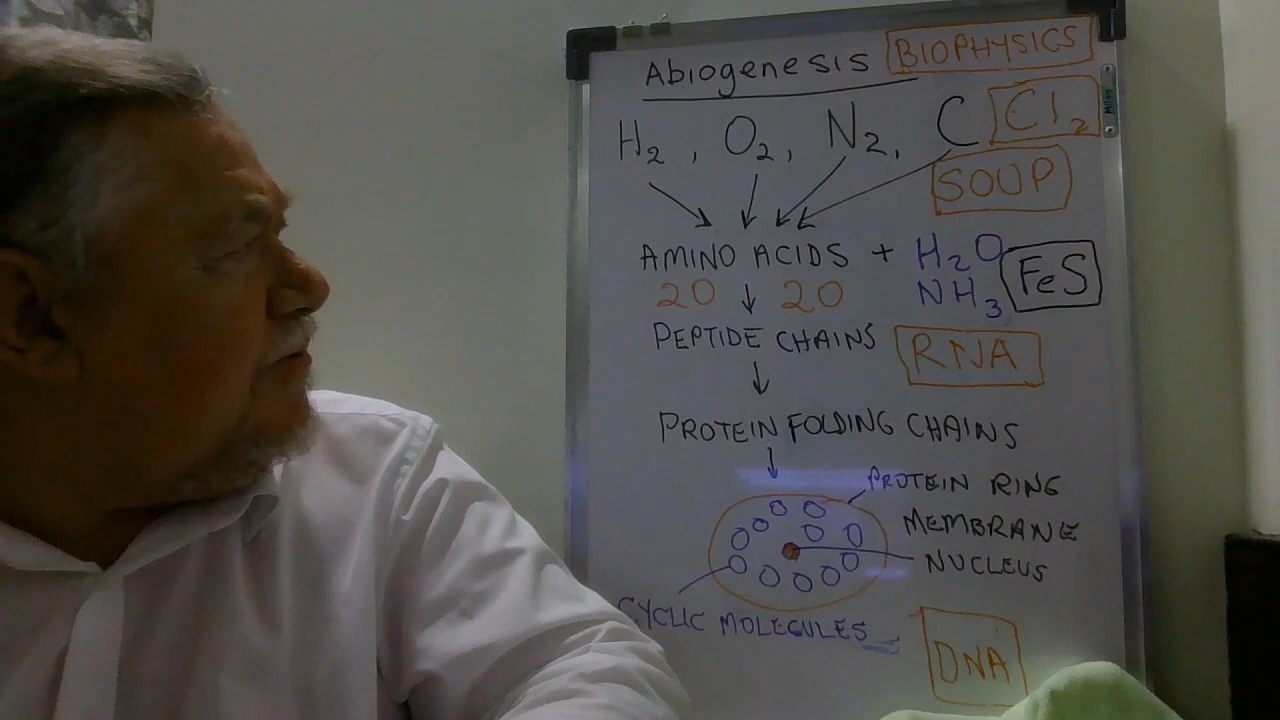 Abiogenesis BIOPHYSICS
H₂, O₂, N₂, C Cl₂
SOUP
AMINO ACIDS + H₂O
20 20 NH₃ FeS
PEPTIDE CHAINS RNA
PROTEIN FOLDING CHAINS
PROTEIN RING
MEMBRANE
NUCLEUS
CYCLIC MOLECULES
DNA